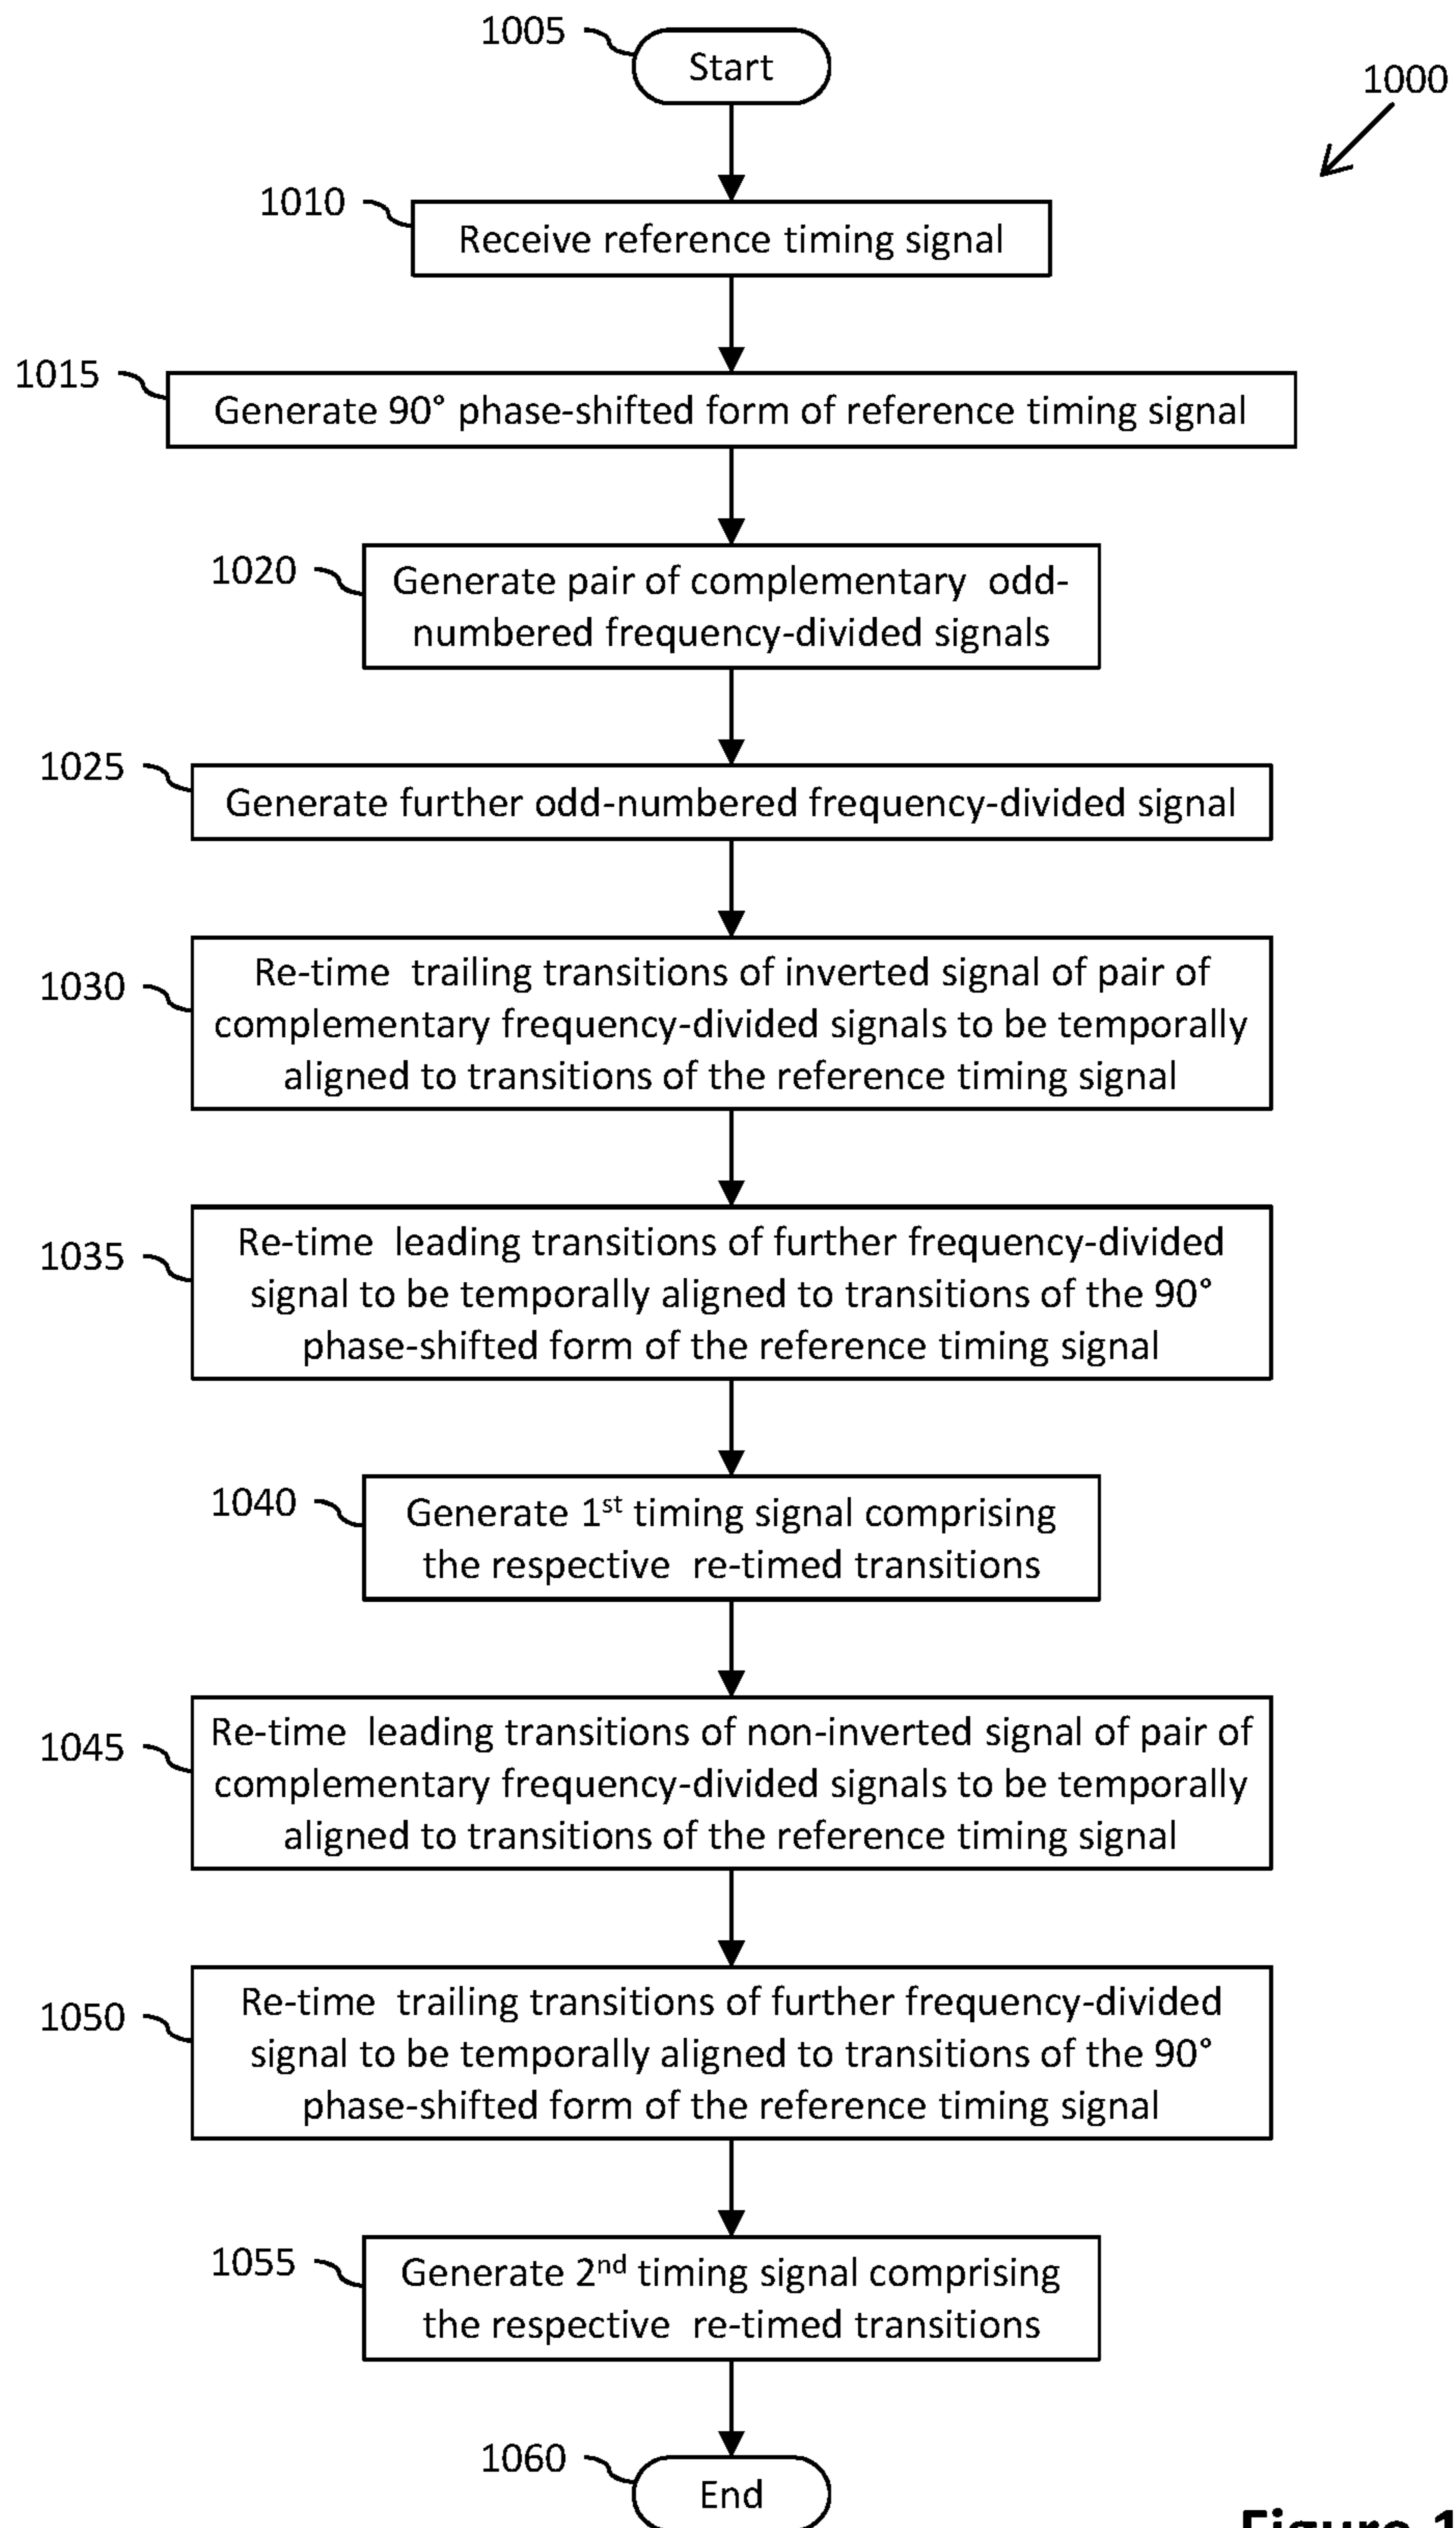 1005
Start
1000
1010
Receive reference timing signal
1015
Generate 90° phase-shifted form of reference timing signal
1020
Generate pair of complementary odd-
numbered frequency-divided signals
1025
Generate further odd-numbered frequency-divided signal
1030
Re-time trailing transitions of inverted signal of pair of
complementary frequency-divided signals to be temporally
aligned to transitions of the reference timing signal
1035
Re-time leading transitions of further frequency-divided
signal to be temporally aligned to transitions of the 90°
phase-shifted form of the reference timing signal
1040
Generate 1st timing signal comprising
the respective re-timed transitions
1045
Re-time leading transitions of non-inverted signal of pair of
complementary frequency-divided signals to be temporally
aligned to transitions of the reference timing signal
1050
Re-time trailing transitions of further frequency-divided
signal to be temporally aligned to transitions of the 90°
phase-shifted form of the reference timing signal
1055
Generate 2nd timing signal comprising
the respective re-timed transitions
1060
End
Figure